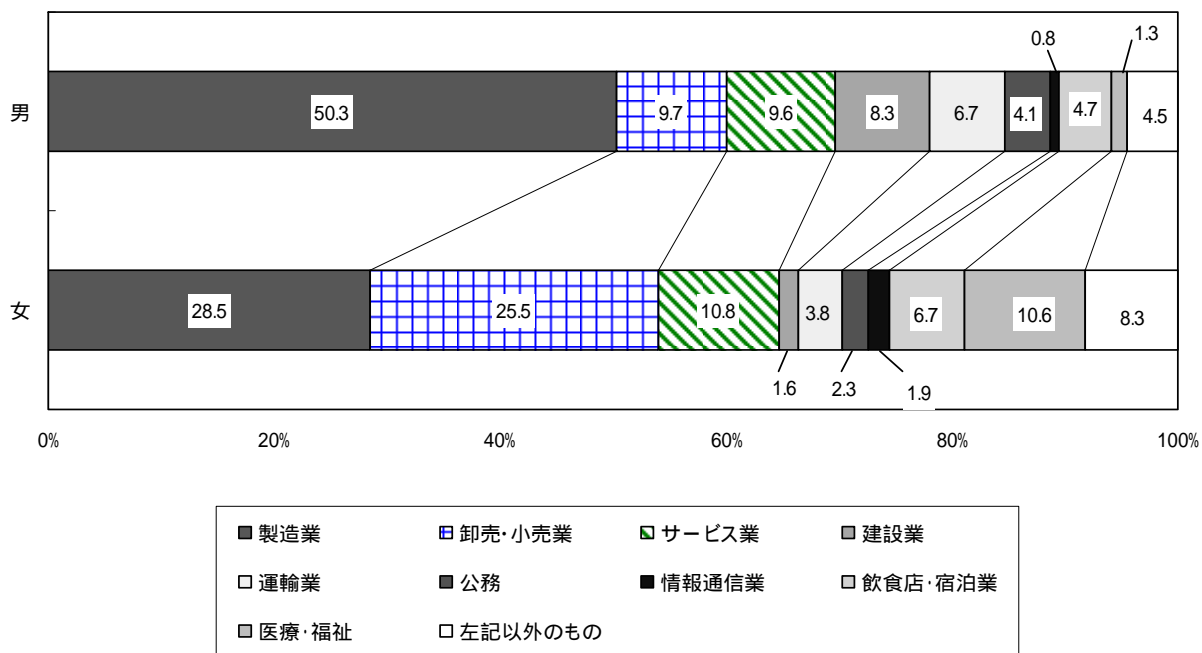 0.8 1.3
男 50.3 9.7 9.6 8.3 6.7 4.1 4.7 4.5
女 28.5 25.5 10.8 3.8 6.7 10.6 8.3
1.6 2.3 1.9
0% 20% 40% 60% 80% 100%
製造業 卸売・小売業 サービス業 建設業
運輸業 公務 情報通信業 飲食店・宿泊業
医療・福祉 左記以外のもの